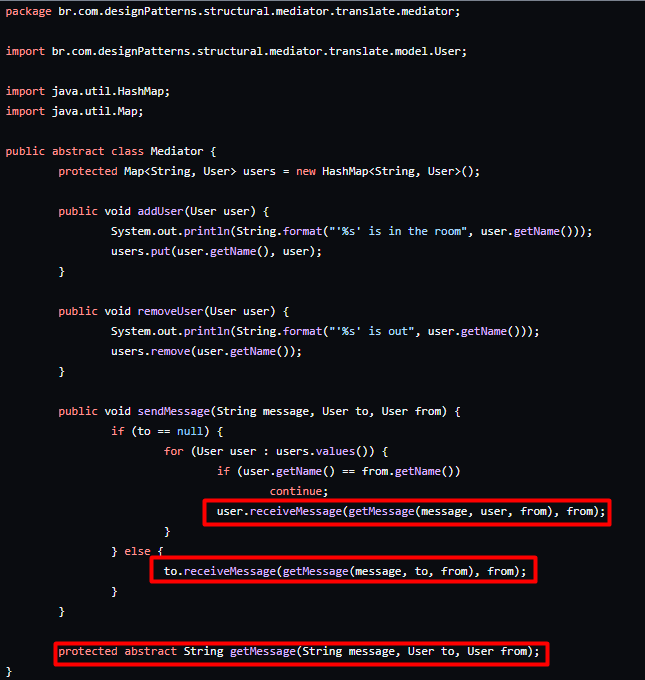 package br.com.designPatterns.structural.mediator.translate.mediator;
import br.com.designPatterns.structural.mediator.translate.model.User;
import java.util.HashMap;
import java.util.Map;
public abstract class Mediator {
protected Map<String, User> users = new HashMap<String, User>();
public void addUser(User user) {
System.out.println(String.format("'%s' is in the room", user.getName()));
users.put(user.getName(), user);
}
public void removeUser(User user) {
System.out.println(String.format("'%s' is out", user.getName()));
users.remove(user.getName());
}
public void sendMessage(String message, User to, User from) {
if (to == null) {
for (User user : users.values()) {
if (user.getName() == from.getName())
continue;
user.receiveMessage(getMessage(message, user, from), from);
}
} else {
to.receiveMessage(getMessage(message, to, from), from);
}
}
protected abstract String getMessage(String message, User to, User from);
}